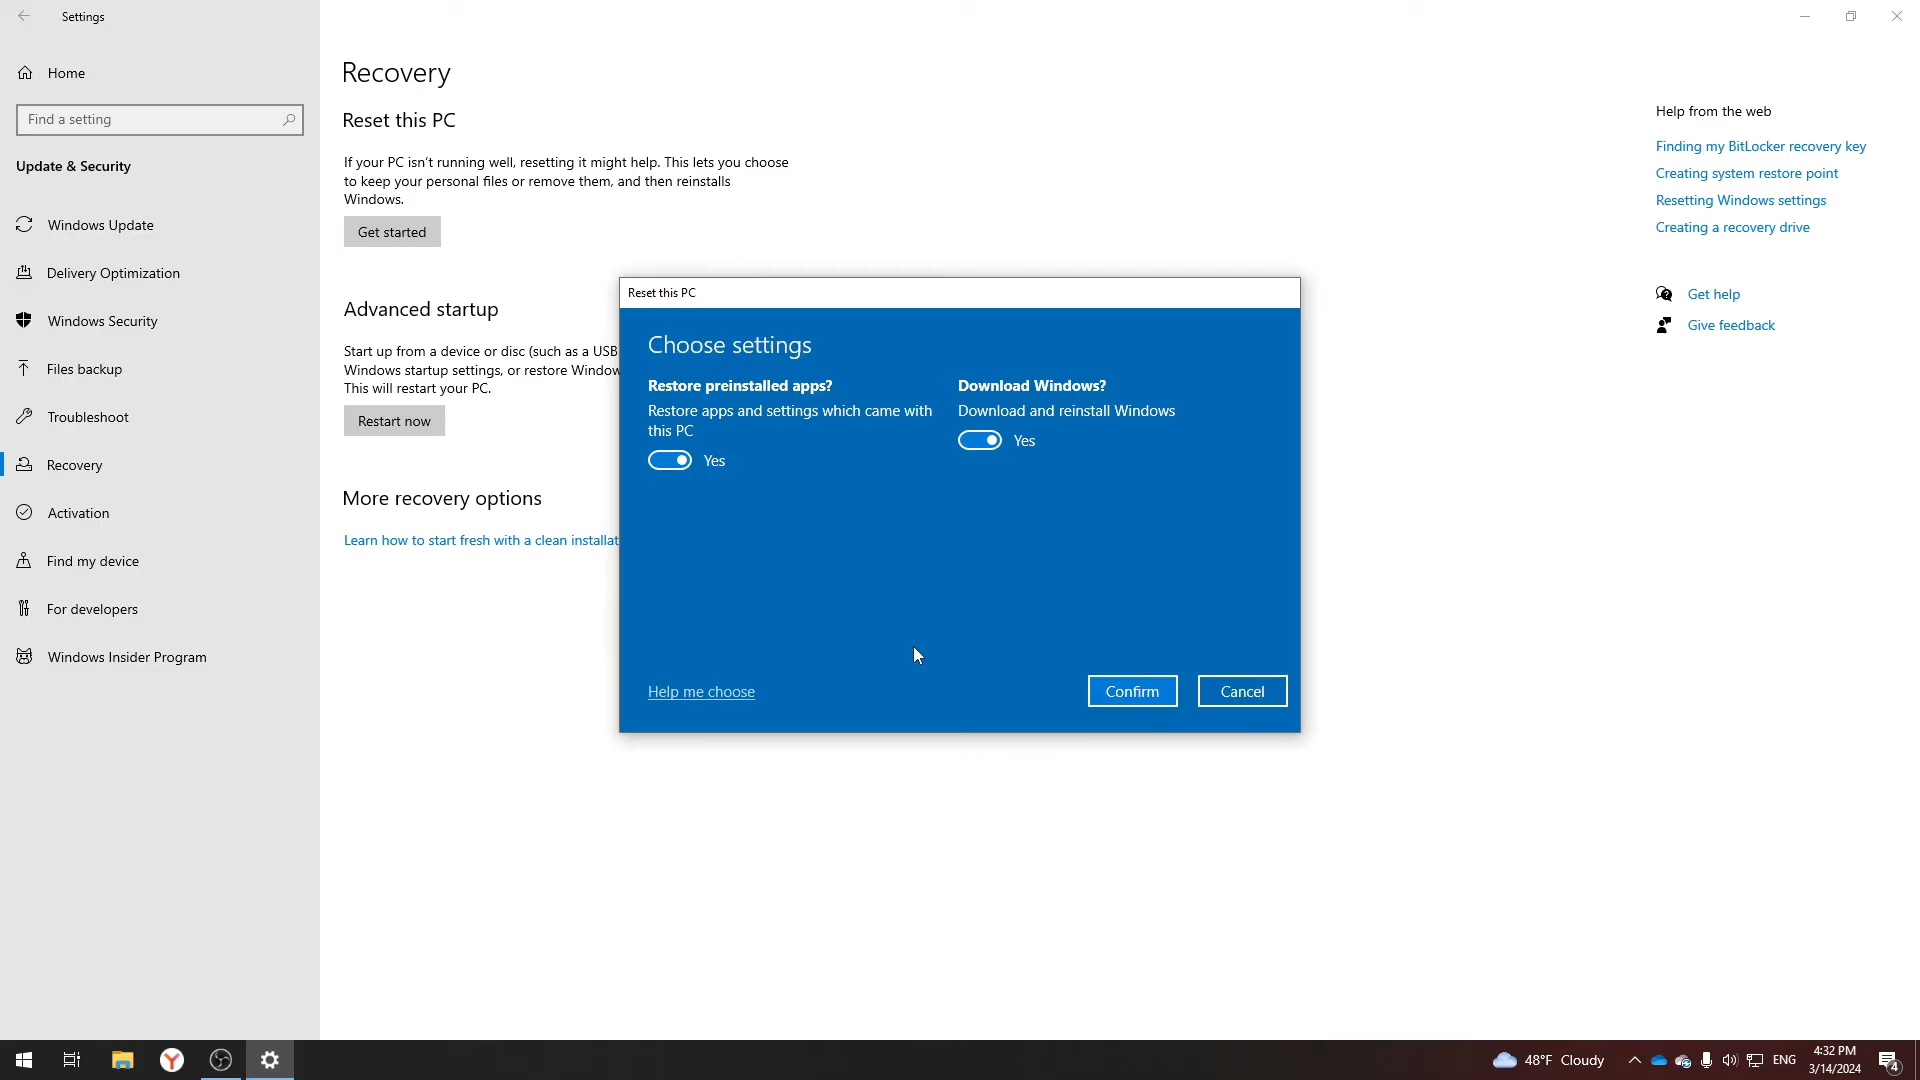 Settings
Home
Find a setting
Update & Security
Windows Update
Delivery Optimization
Windows Security
Files backup
Troubleshoot
Recovery
Activation
Find my device
For developers
Windows Insider Program
Recovery
Reset this PC
If your PC isn't running well, resetting it might help. This lets you choose
to keep your personal files or remove them, and then reinstalls
Windows.
Get started
Advanced startup
Start up from a device or disc (such as a USB
Windows startup settings, or restore Window
This will restart your PC.
Restart now
More recovery options
Learn how to start fresh with a clean installat
Reset this PC
Choose settings
Restore preinstalled apps?
Restore apps and settings which came with
this PC
Yes
Download Windows?
Download and reinstall Windows
Yes
Help me choose
Confirm
Cancel
Help from the web
Finding my BitLocker recovery key
Creating system restore point
Resetting Windows settings
Creating a recovery drive
Get help
Give feedback
48°F Cloudy
ENG
4:32 PM
3/14/2024
4